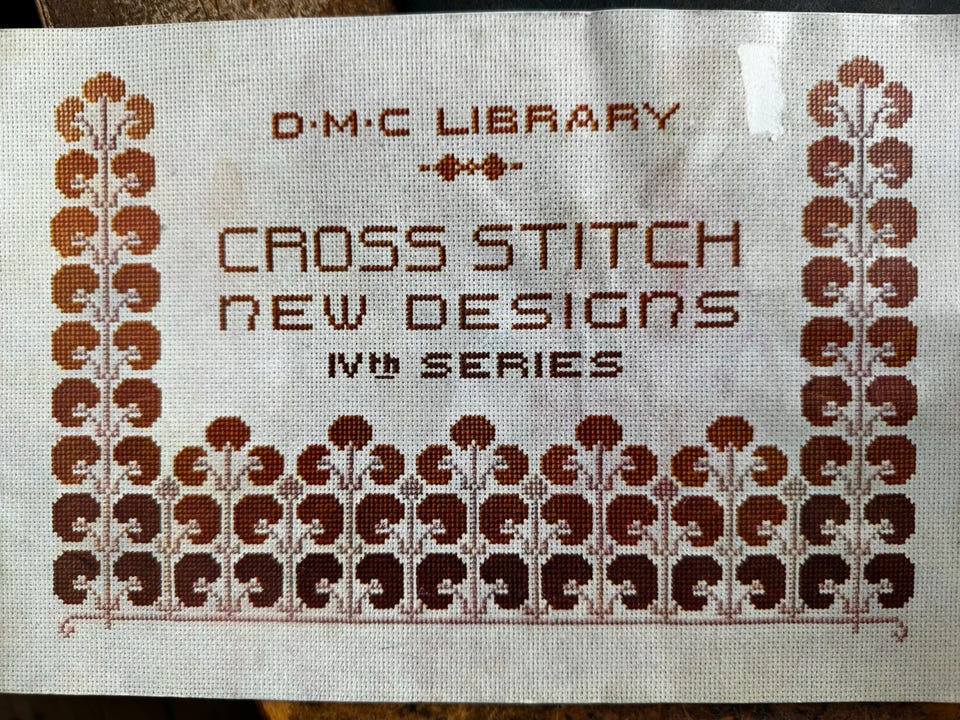 D·M·C LIBRARY
CROSS STITCH
NEW DESIGNS
IVth SERIES